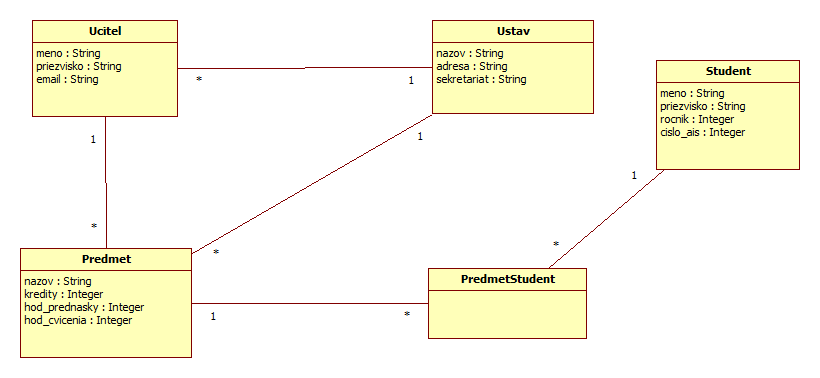 Ucitel
meno : String
priezvisko : String
email : String
*
1
Ustav
nazov : String
adresa : String
sekretariat : String
1
Student
meno : String
priezvisko : String
rocnik : Integer
cislo_ais : Integer
1
1
*
*
*
Predmet
nazov : String
kredity : Integer
hod_prednasky : Integer
hod_cvicenia : Integer
1
*
PredmetStudent